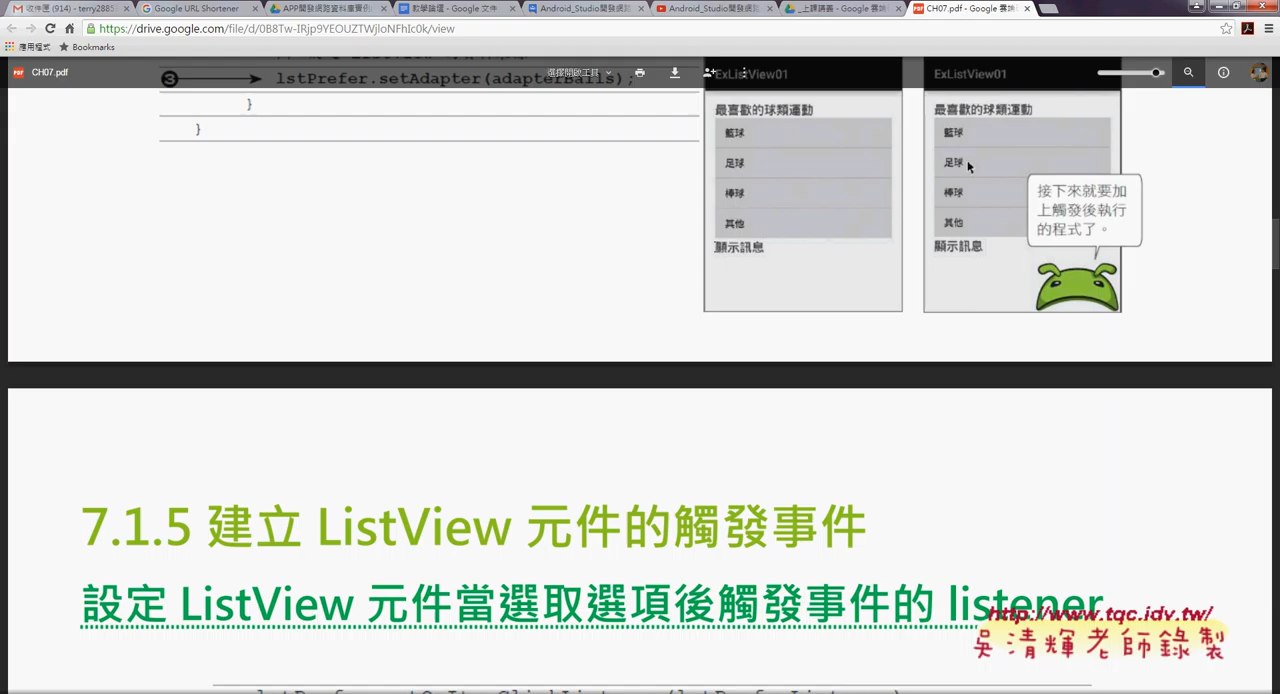 收件匣 (914) - terry2885
Google URL Shortener
APP開發網路資料庫實例
教學論壇 - Google 文件
Android_Studio開發網認
Android_Studio開發網認
_上課講義 - Google 雲端
CH07.pdf - Google 雲端
https://drive.google.com/file/d/0B8Tw-IRjp9YEOUZTWjloNFhIc0k/view
應用程式
Bookmarks
PDF CH07.pdf
選擇開啟工具
3 lstPrefer.setAdapter(adapterBalls);
}
}
ExListView01
最喜歡的球類運動
籃球
足球
棒球
其他
顯示訊息
ExListView01
最喜歡的球類運動
籃球
足球
棒球
其他
顯示訊息
接下來就要加
上觸發後執行
的程式了。
7.1.5 建立 ListView 元件的觸發事件
設定 ListView 元件當選取選項後觸發事件的 listener
http://www.tqc.idv.tw/
吳清輝老師錄製